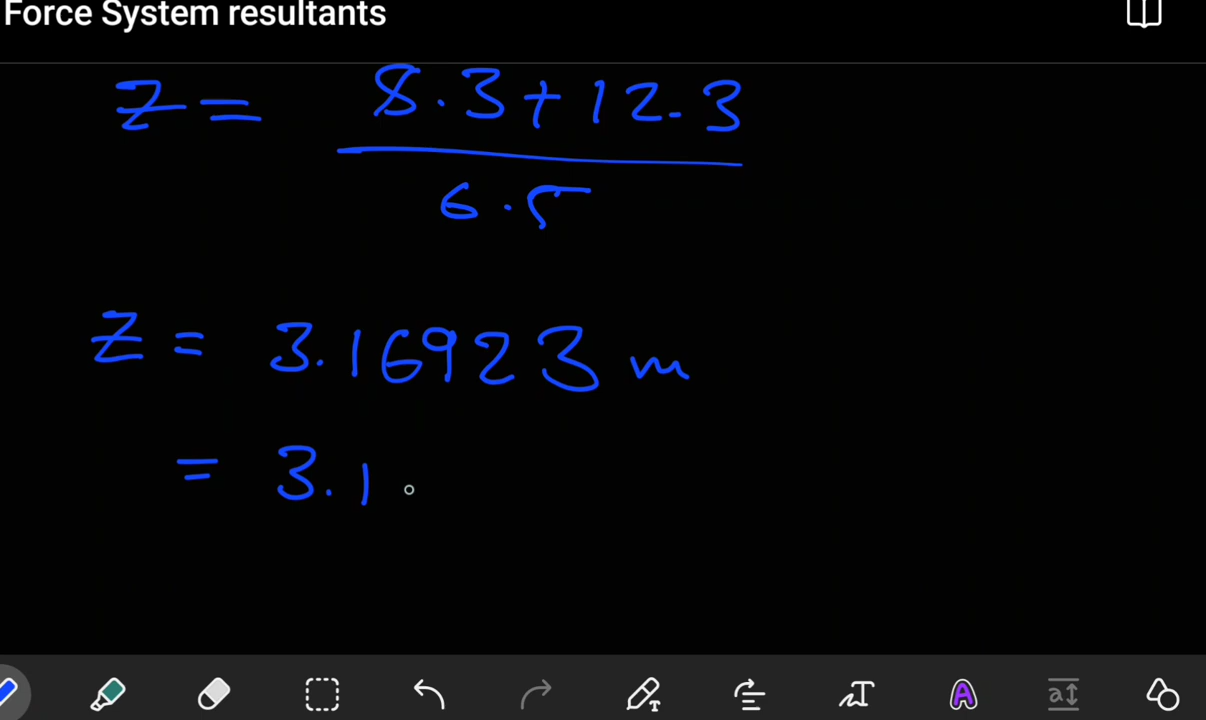 Force System resultants
z = 8.3+12.3
6.5
z = 3.16923 m
= 3.1